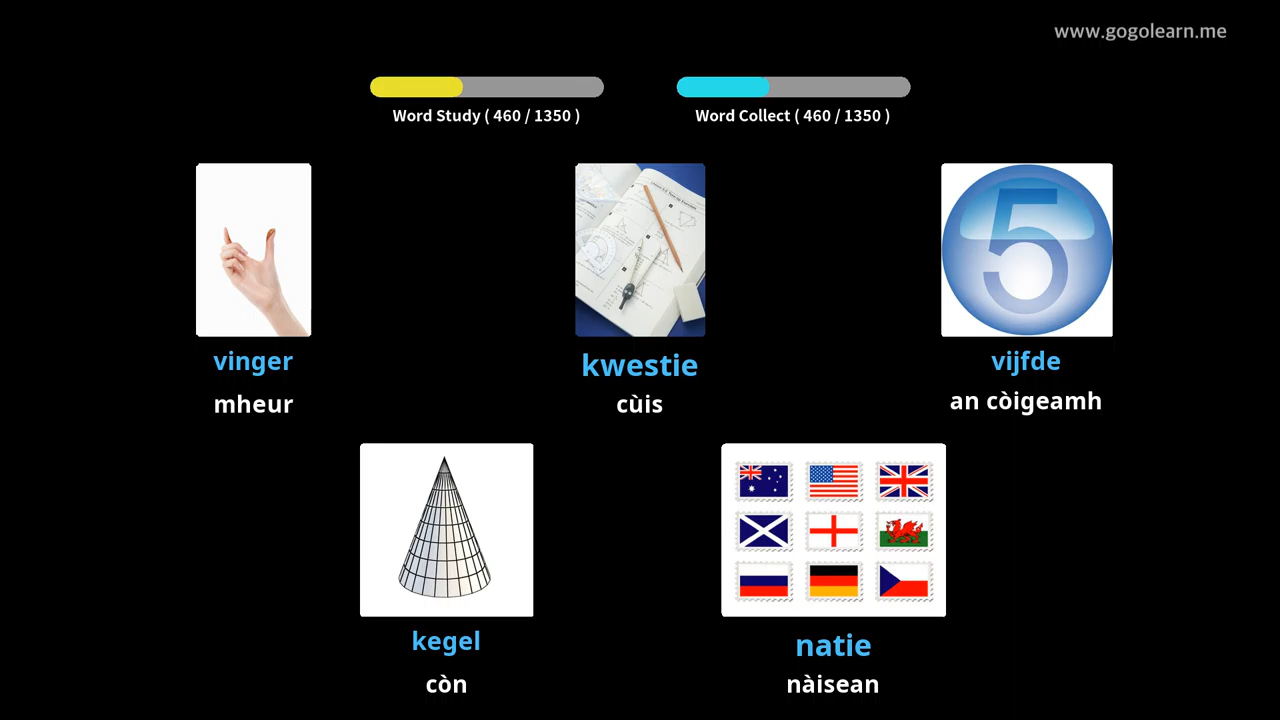 www.gogolearn.me
Word Study ( 460 / 1350 )
Word Collect ( 460 / 1350 )
5
vinger
mheur
kwestie
cùis
vijfde
an còigeamh
kegel
còn
natie
nàisean